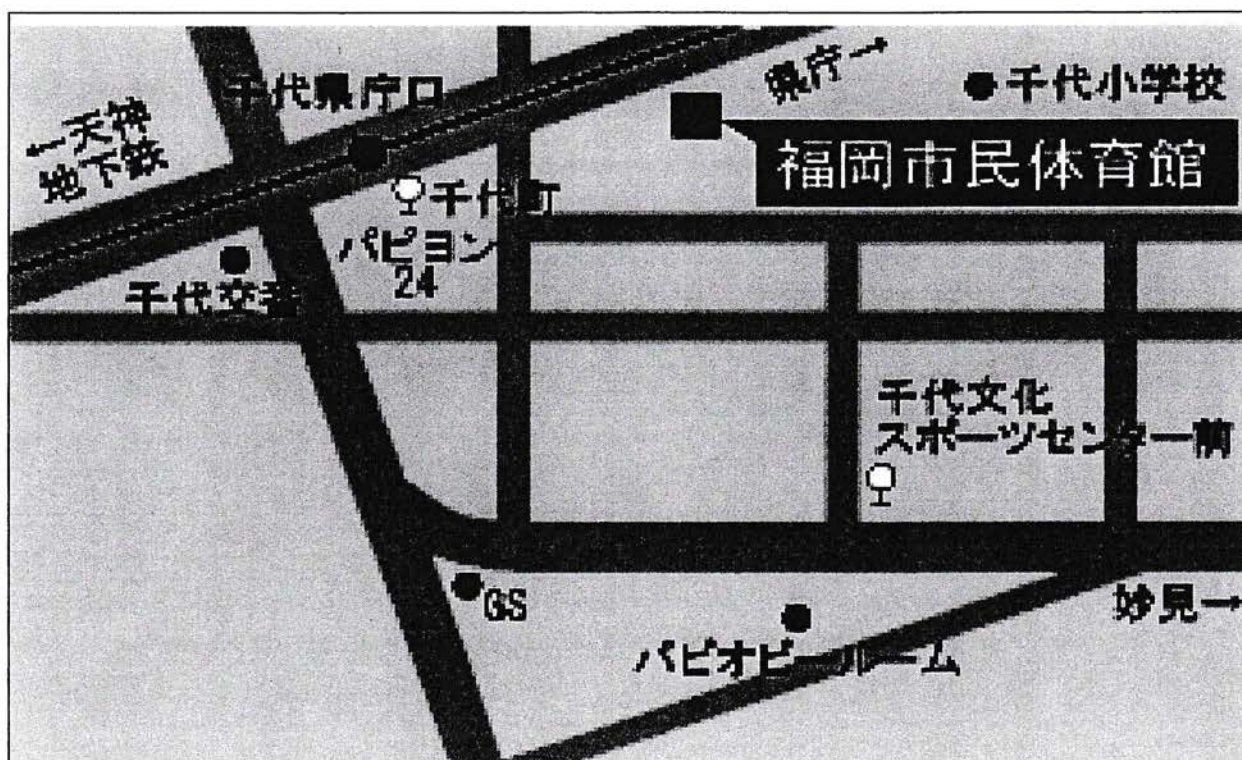 県庁→
千代県庁口
●千代小学校
←天神
地下鉄
福岡市民体育館
千代町
パピヨン
24
千代交番
千代文化
スポーツセンター前
GS
妙見→
パピオビールーム